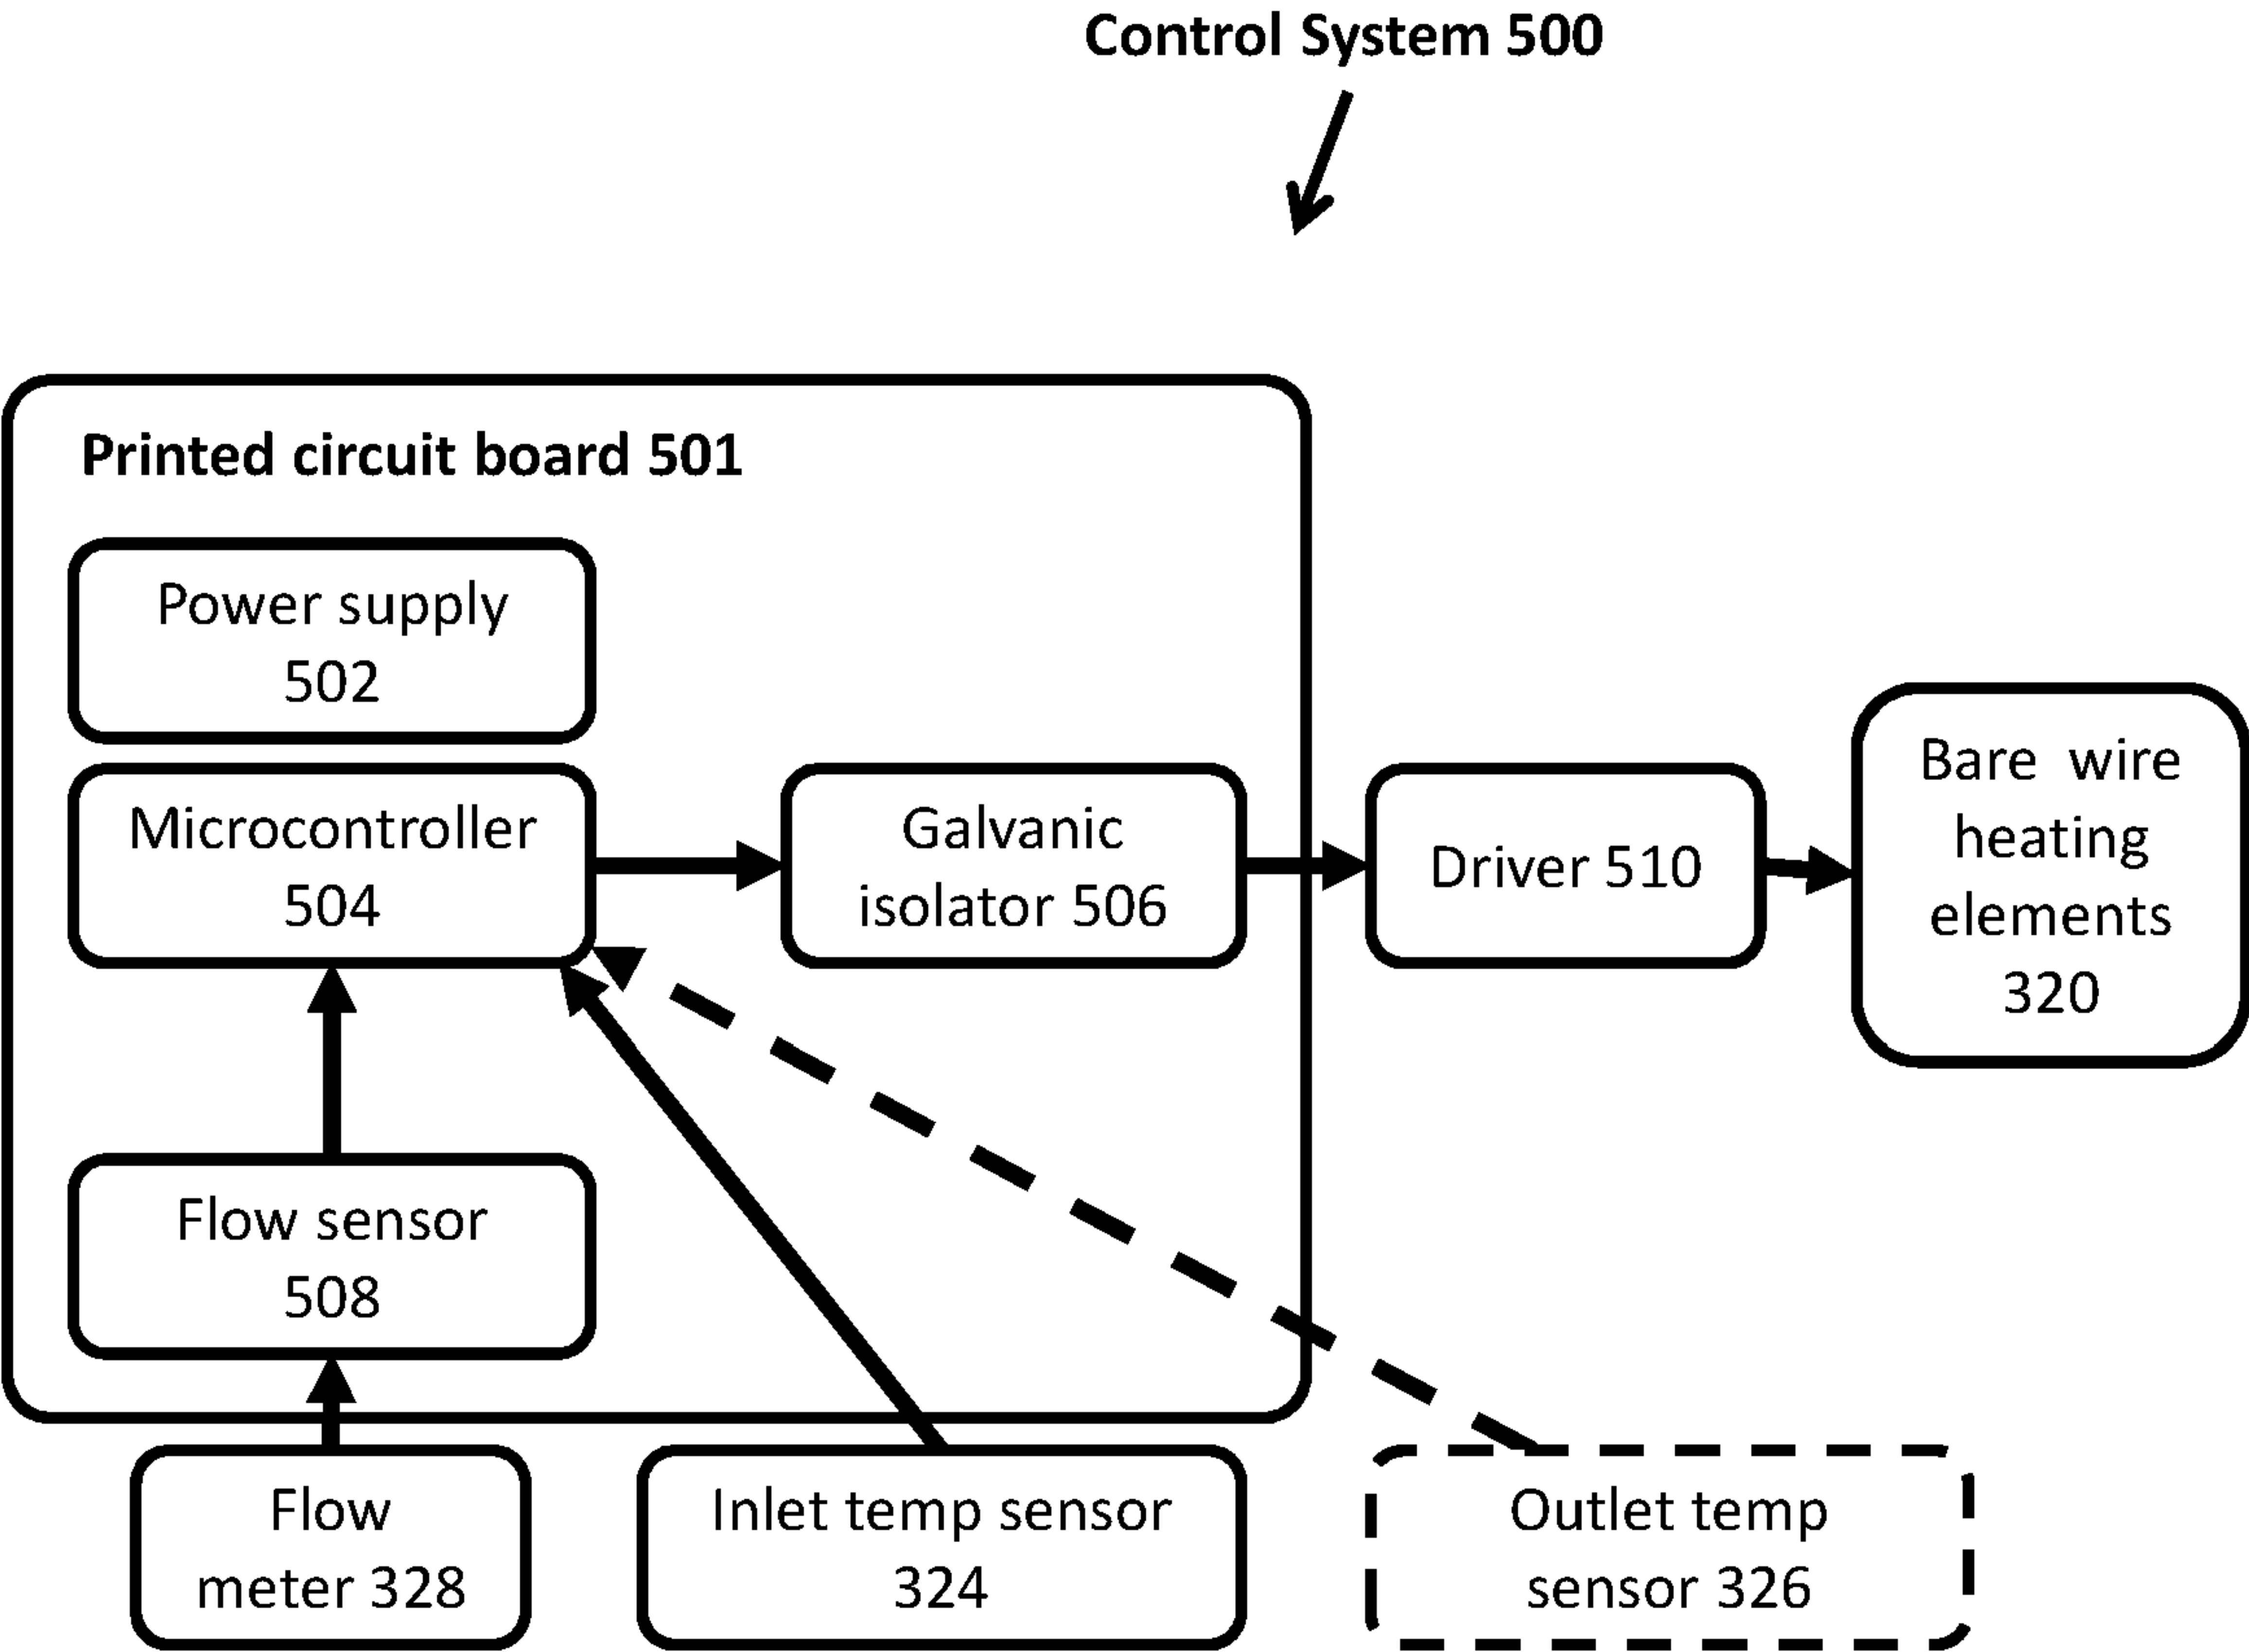 Control System 500
Printed circuit board 501
Power supply
502
Microcontroller
504
Galvanic
isolator 506
Driver 510
Bare wire
heating
elements
320
Flow sensor
508
Flow
meter 328
Inlet temp sensor
324
Outlet temp
sensor 326